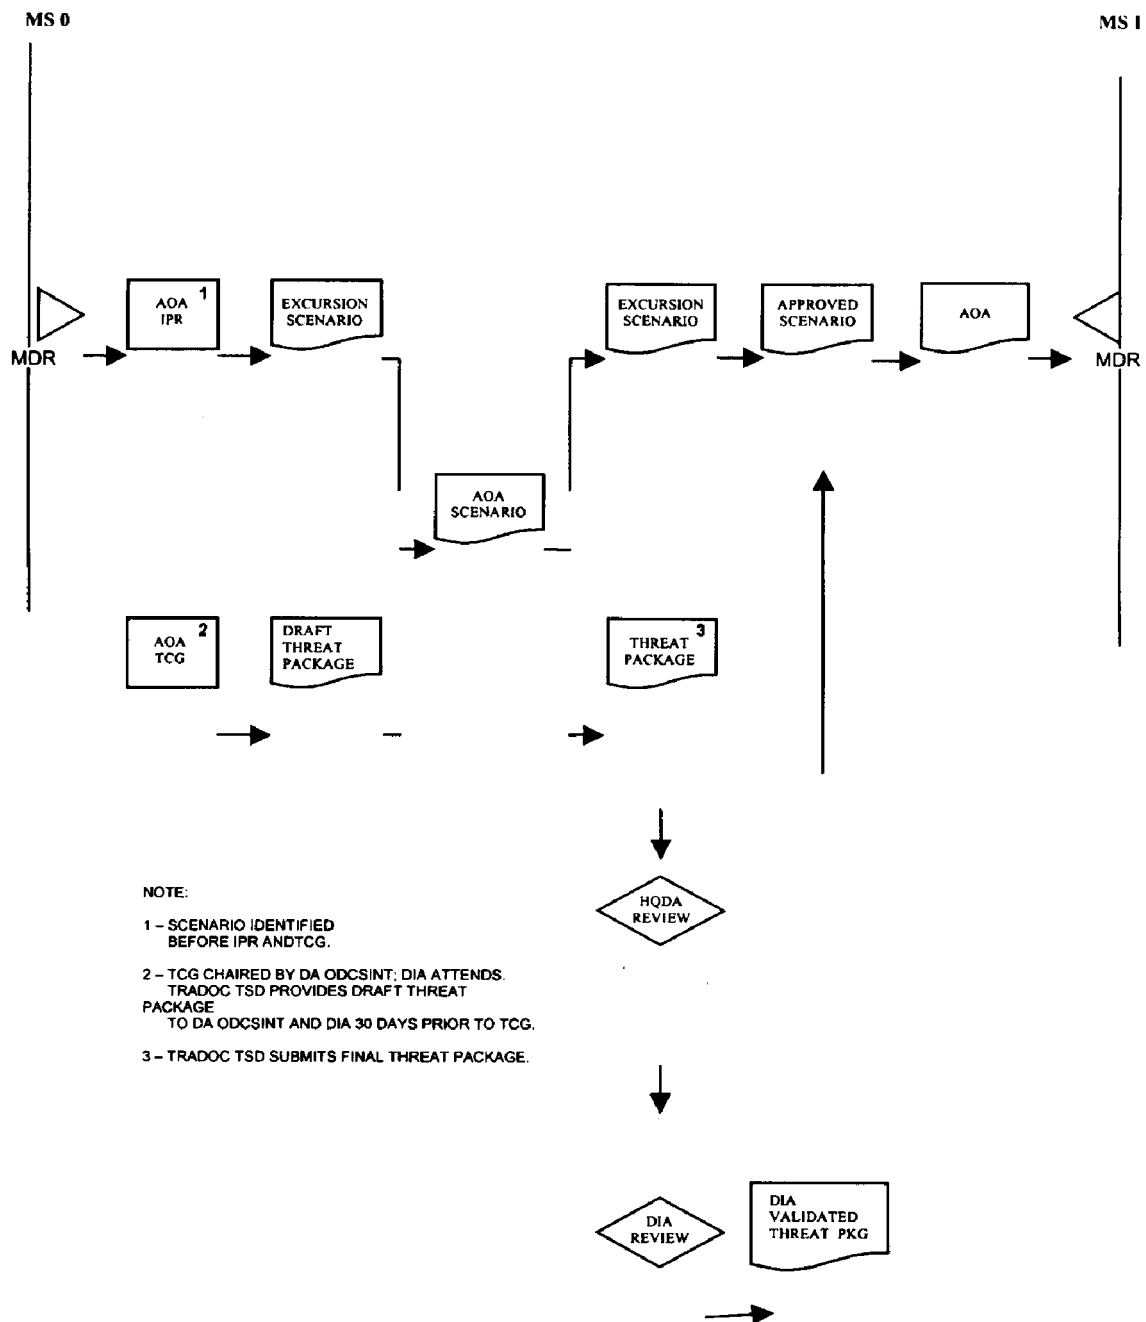 MS 0
MS I
AOA 1
IPR
EXCURSION
SCENARIO
EXCURSION
SCENARIO
APPROVED
SCENARIO
AOA
MDR
MDR
AOA
SCENARIO
AOA 2
TCG
DRAFT
THREAT
PACKAGE
THREAT 3
PACKAGE
HQDA
REVIEW
NOTE:
1 – SCENARIO IDENTIFIED
BEFORE IPR ANDTCG.
2 – TCG CHAIRED BY DA ODCSINT; DIA ATTENDS.
TRADOC TSD PROVIDES DRAFT THREAT
PACKAGE
TO DA ODCSINT AND DIA 30 DAYS PRIOR TO TCG.
3 – TRADOC TSD SUBMITS FINAL THREAT PACKAGE.
DIA
REVIEW
DIA
VALIDATED
THREAT PKG